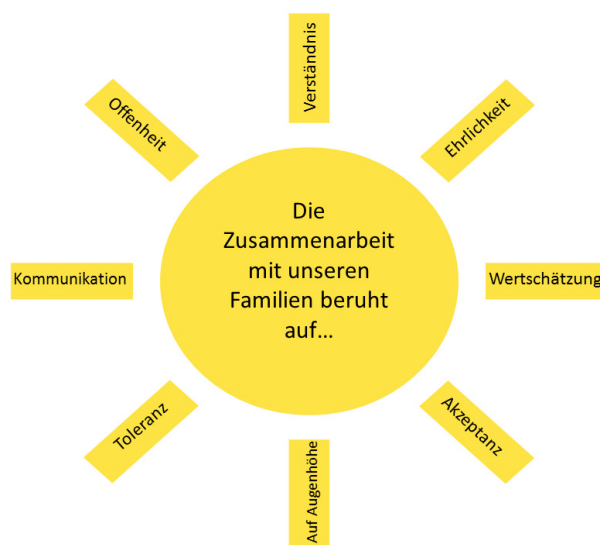 Verständnis
Offenheit
Ehrlichkeit
Die
Zusammenarbeit
mit unseren
Familien beruht
auf...
Kommunikation
Wertschätzung
Toleranz
Akzeptanz
Auf Augenhöhe